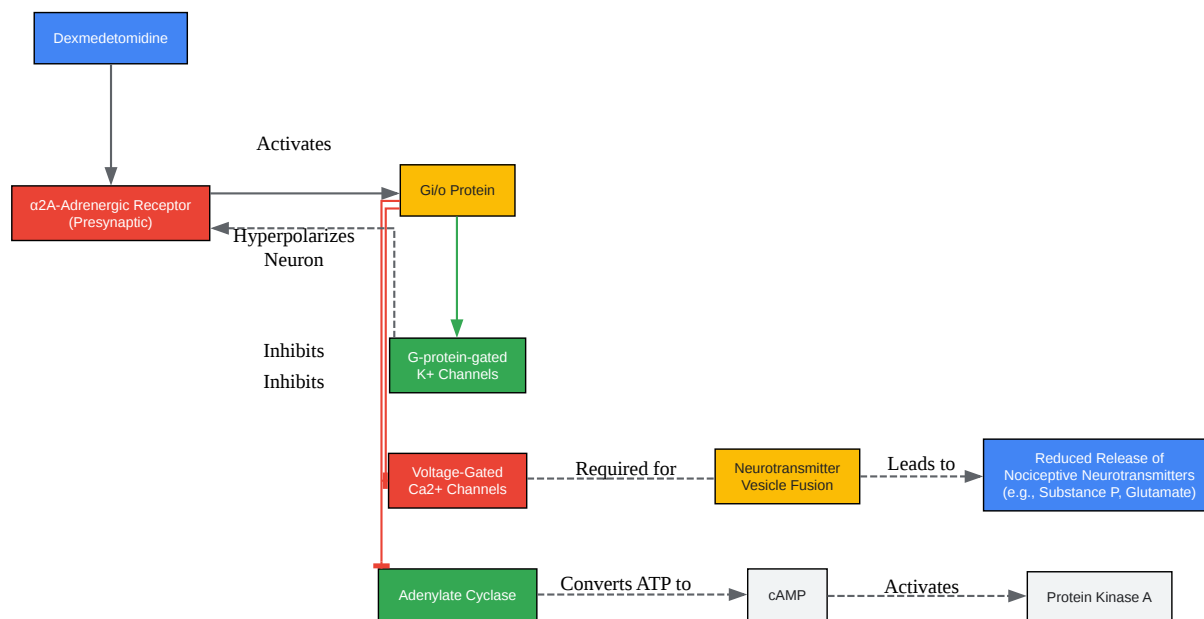 Dexmedetomidine
Activates
α2A-Adrenergic Receptor
(Presynaptic)
Gi/o Protein
Hyperpolarizes
Neuron
Inhibits
Inhibits
G-protein-gated
K+ Channels
Voltage-Gated
Ca2+ Channels
Required for
Neurotransmitter
Vesicle Fusion
Leads to
Reduced Release of
Nociceptive Neurotransmitters
(e.g., Substance P, Glutamate)
Adenylate Cyclase
Converts ATP to
cAMP
Activates
Protein Kinase A